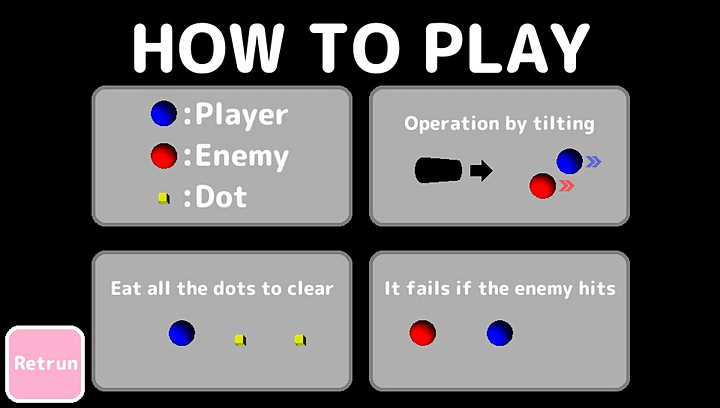 HOW TO PLAY
:Player
:Enemy
:Dot
Operation by tilting
Eat all the dots to clear
It fails if the enemy hits
Retrun